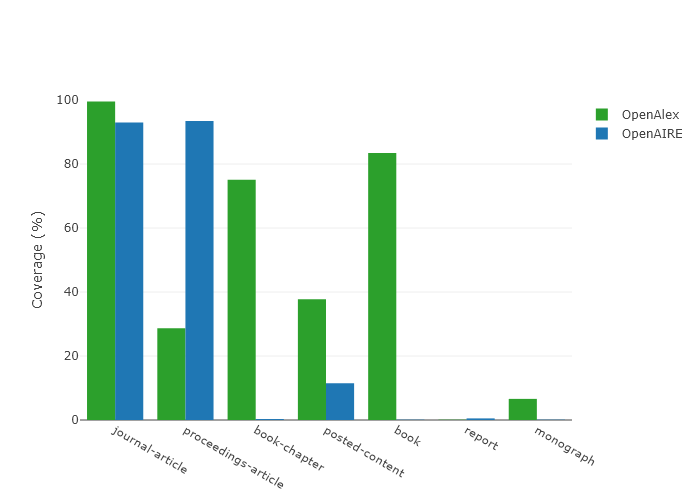 100
80
60
40
20
0
Coverage (%)
journal-article
proceedings-article
book-chapter
posted-content
book
report
monograph
OpenAlex
OpenAIRE